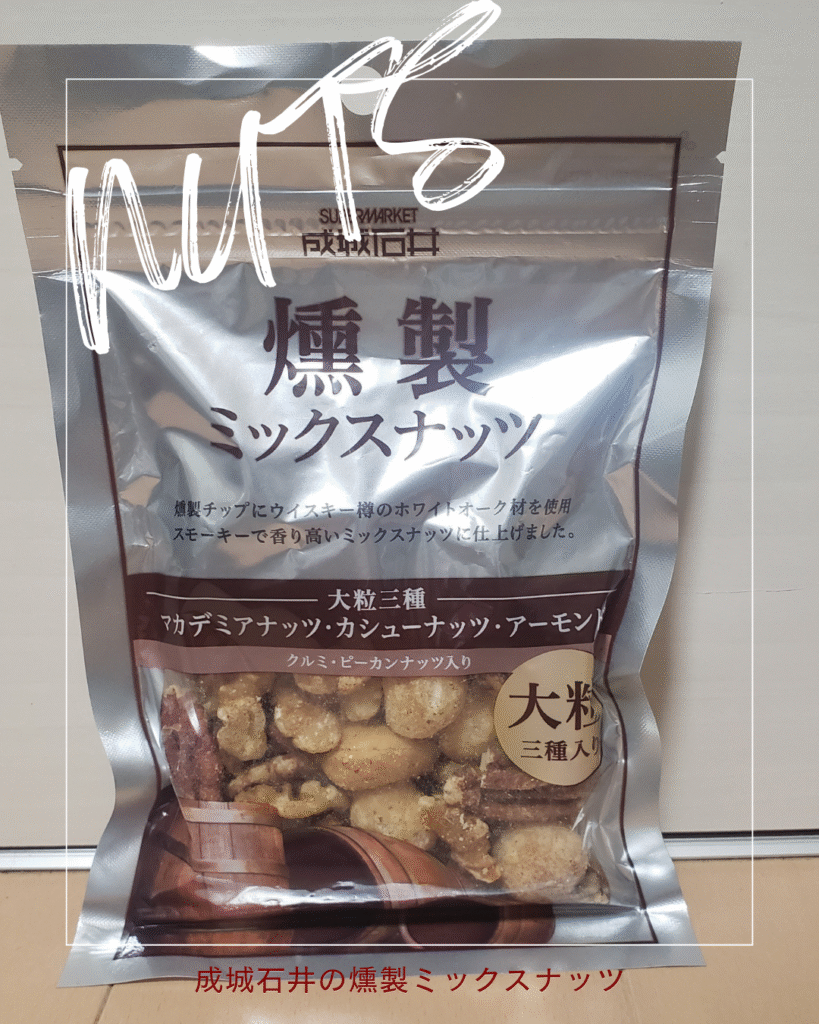 NUTS
SUPERMARKET
成城石井
燻製
ミックスナッツ
燻製チップにウイスキー樽のホワイトオーク材を使用
スモーキーで香り高いミックスナッツに仕上げました。
大粒三種
マカデミアナッツ・カシューナッツ・アーモンド
クルミ・ピーカンナッツ入り
大粒
三種入り
成城石井の燻製ミックスナッツ